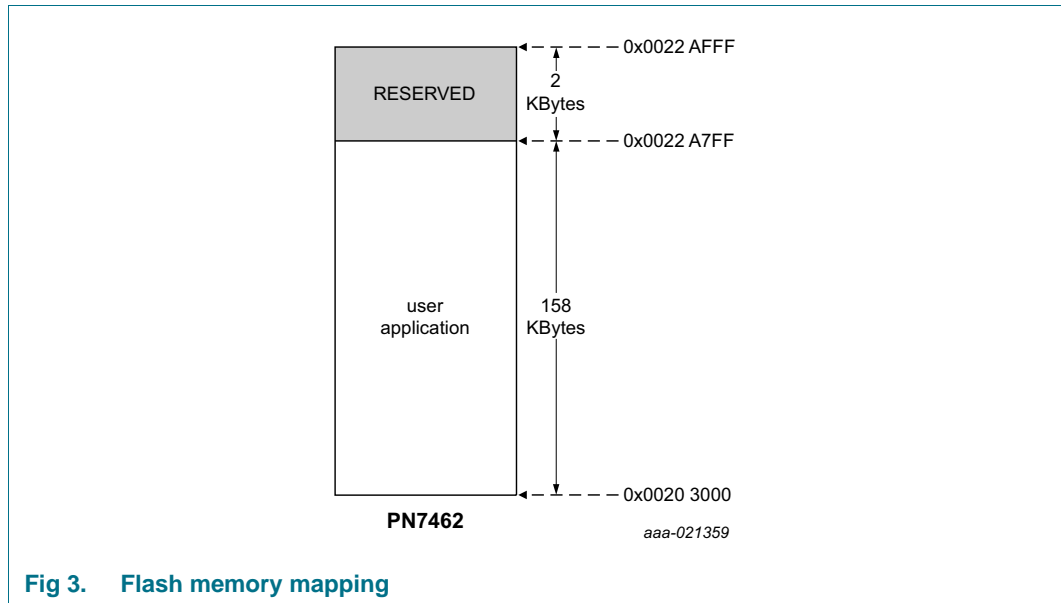 0x0022 AFFF
RESERVED
2
KBytes
0x0022 A7FF
user
application
158
KBytes
0x0020 3000
PN7462
aaa-021359
Fig 3. Flash memory mapping